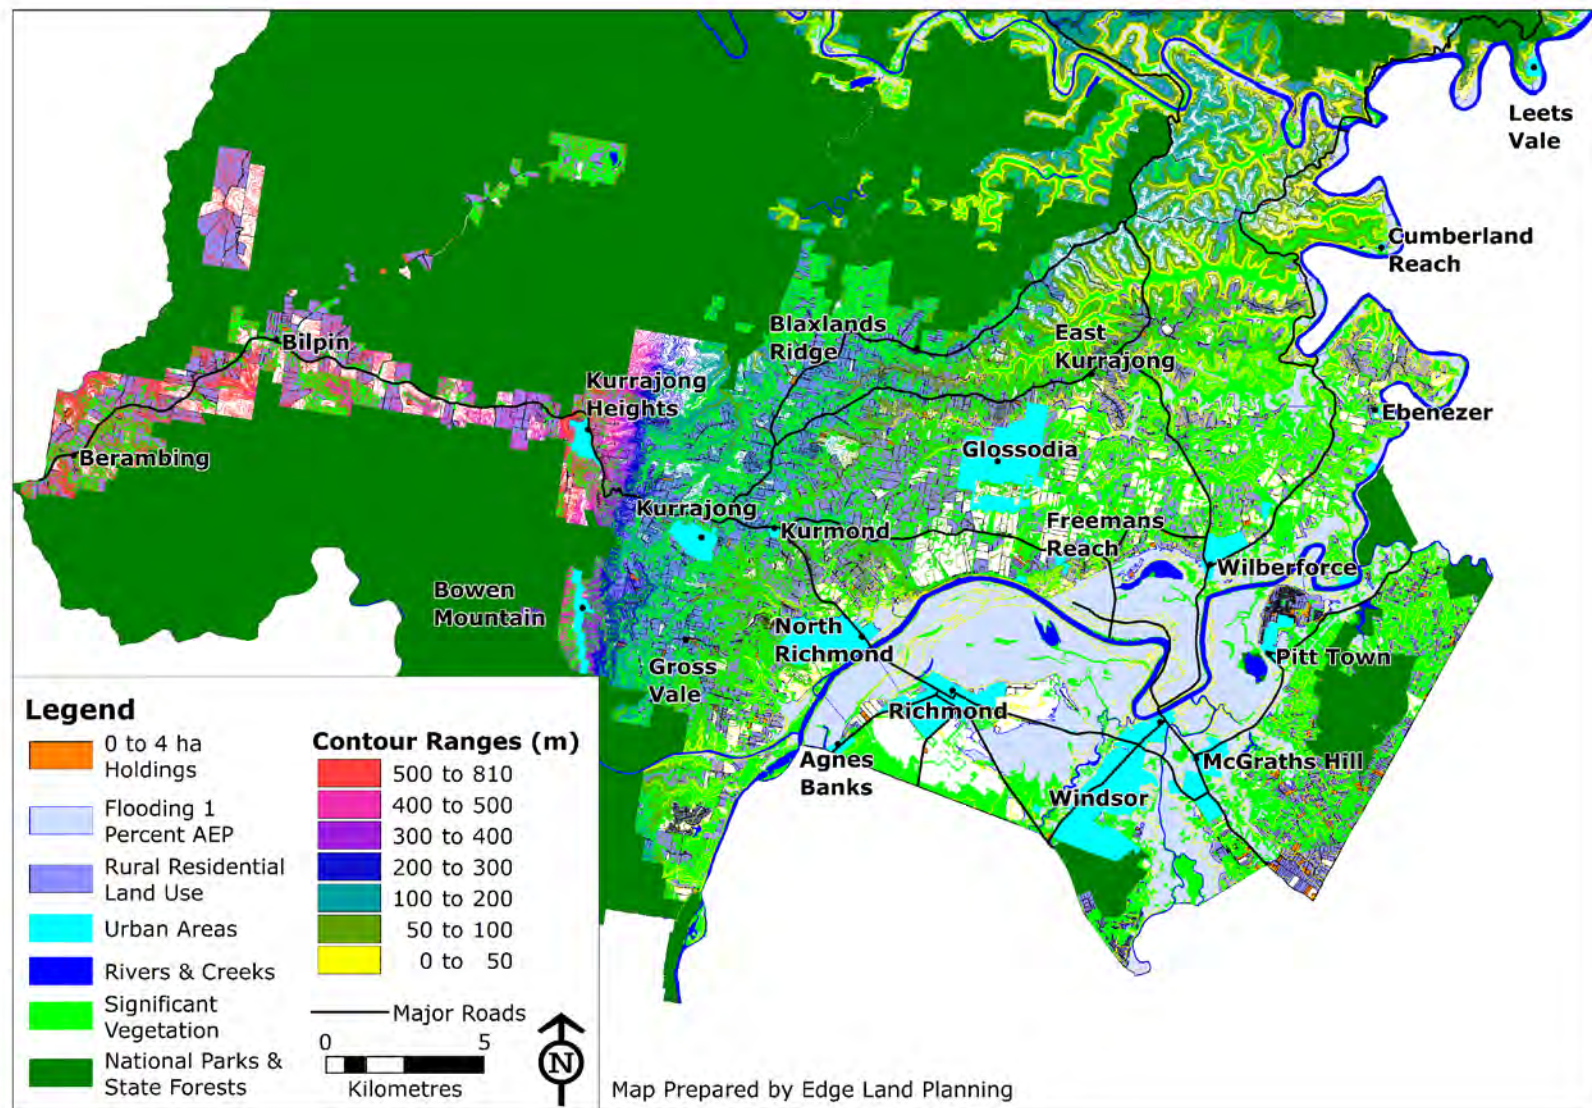 Leets
Vale
Cumberland
Reach
Blaxlands
Ridge
East
Kurrajong
Bilpin
Kurrajong
Heights
Ebenezer
Berambing
Glossodia
Kurrajong
Kurmond
Freemans
Reach
Wilberforce
Bowen
Mountain
North
Richmond
Gross
Vale
Pitt Town
Richmond
Agnes
Banks
McGraths Hill
Windsor
Legend
0 to 4 ha
Holdings
Flooding 1
Percent AEP
Rural Residential
Land Use
Urban Areas
Rivers & Creeks
Significant
Vegetation
National Parks &
State Forests
Contour Ranges (m)
500 to 810
400 to 500
300 to 400
200 to 300
100 to 200
50 to 100
0 to 50
Major Roads
0 5
Kilometres
N
Map Prepared by Edge Land Planning